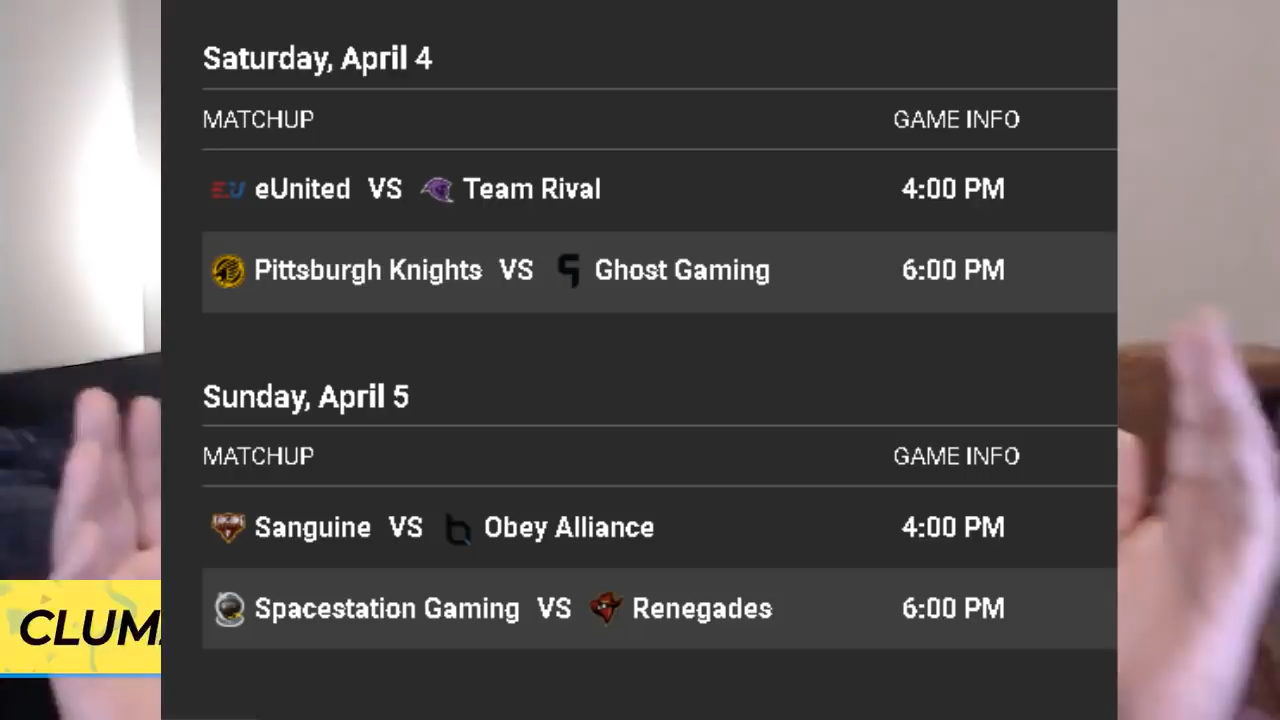 Saturday, April 4
MATCHUP GAME INFO
EU eUnited VS Team Rival 4:00 PM
Pittsburgh Knights VS Ghost Gaming 6:00 PM
Sunday, April 5
MATCHUP GAME INFO
Sanguine VS Obey Alliance 4:00 PM
Spacestation Gaming VS Renegades 6:00 PM
CLUM